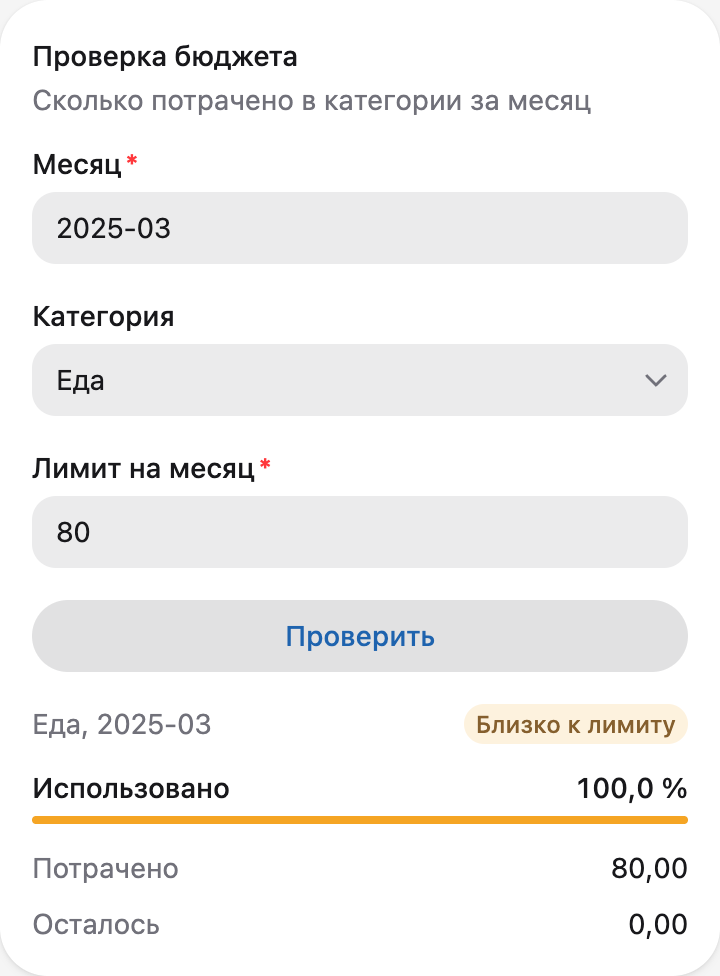 Проверка бюджета
Сколько потрачено в категории за месяц
Месяц*
2025-03
Категория
Еда
Лимит на месяц*
80
Проверить
Еда, 2025-03 Близко к лимиту
Использовано 100,0 %
Потрачено 80,00
Осталось 0,00